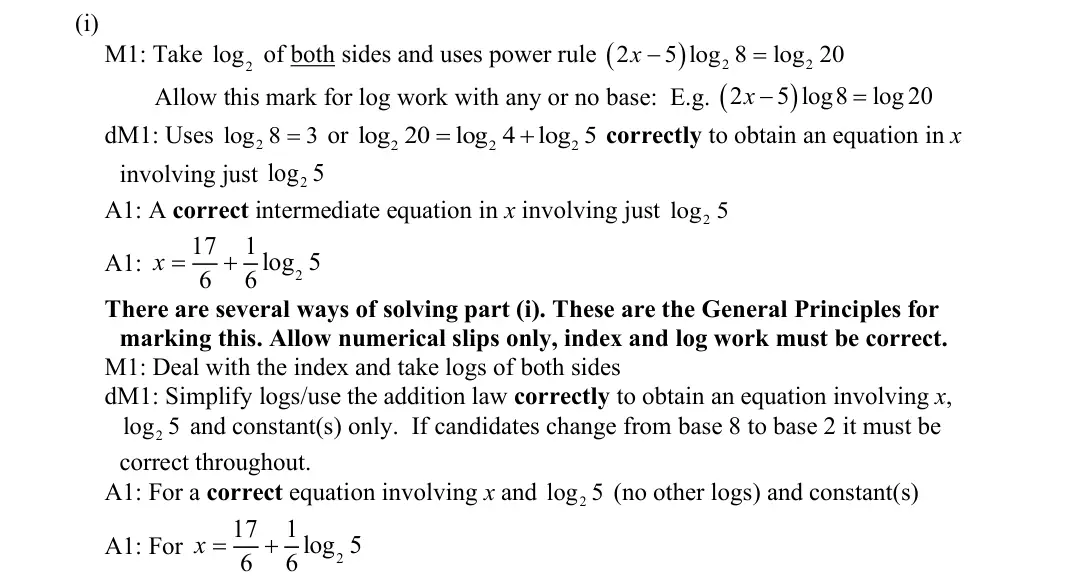 (i)
M1: Take log₂ of both sides and uses power rule (2x − 5)log₂ 8 = log₂ 20
Allow this mark for log work with any or no base: E.g. (2x − 5)log 8 = log 20
dM1: Uses log₂ 8 = 3 or log₂ 20 = log₂ 4 + log₂ 5 correctly to obtain an equation in x
involving just log₂ 5
A1: A correct intermediate equation in x involving just log₂ 5
A1: x = 17/6 + 1/6 log₂ 5
There are several ways of solving part (i). These are the General Principles for
marking this. Allow numerical slips only, index and log work must be correct.
M1: Deal with the index and take logs of both sides
dM1: Simplify logs/use the addition law correctly to obtain an equation involving x,
log₂ 5 and constant(s) only. If candidates change from base 8 to base 2 it must be
correct throughout.
A1: For a correct equation involving x and log₂ 5 (no other logs) and constant(s)
A1: For x = 17/6 + 1/6 log₂ 5